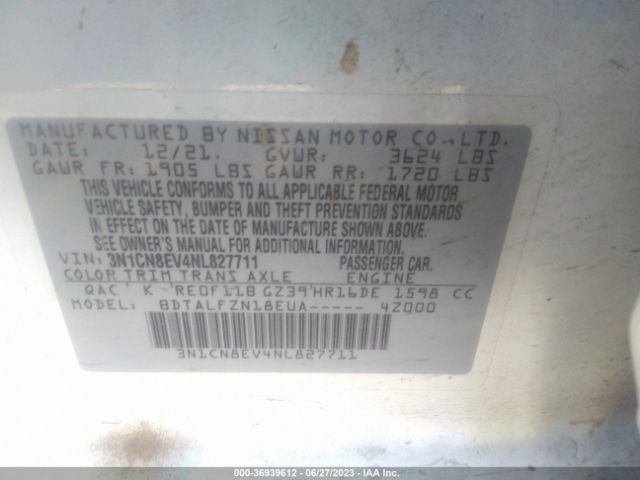 MANUFACTURED BY NISSAN MOTOR CO.,LTD.
DATE: 12/21. GVWR: 3624 LBS
GAWR FR: 1905 LBS GAWR RR: 1720 LBS
THIS VEHICLE CONFORMS TO ALL APPLICABLE FEDERAL MOTOR
VEHICLE SAFETY, BUMPER AND THEFT PREVENTION STANDARDS
IN EFFECT ON THE DATE OF MANUFACTURE SHOWN ABOVE.
SEE OWNER'S MANUAL FOR ADDITIONAL INFORMATION.
VIN: 3N1CN8EV4NL827711 PASSENGER CAR.
COLOR TRIM TRANS AXLE ENGINE
QAC K RE0F11B GZ39 HR16DE 1598 CC
MODEL: BDTALFZN18EUA----- 4Z000
3N1CN8EV4NL827711
000-36939612 | 06/27/2023 | IAA Inc.